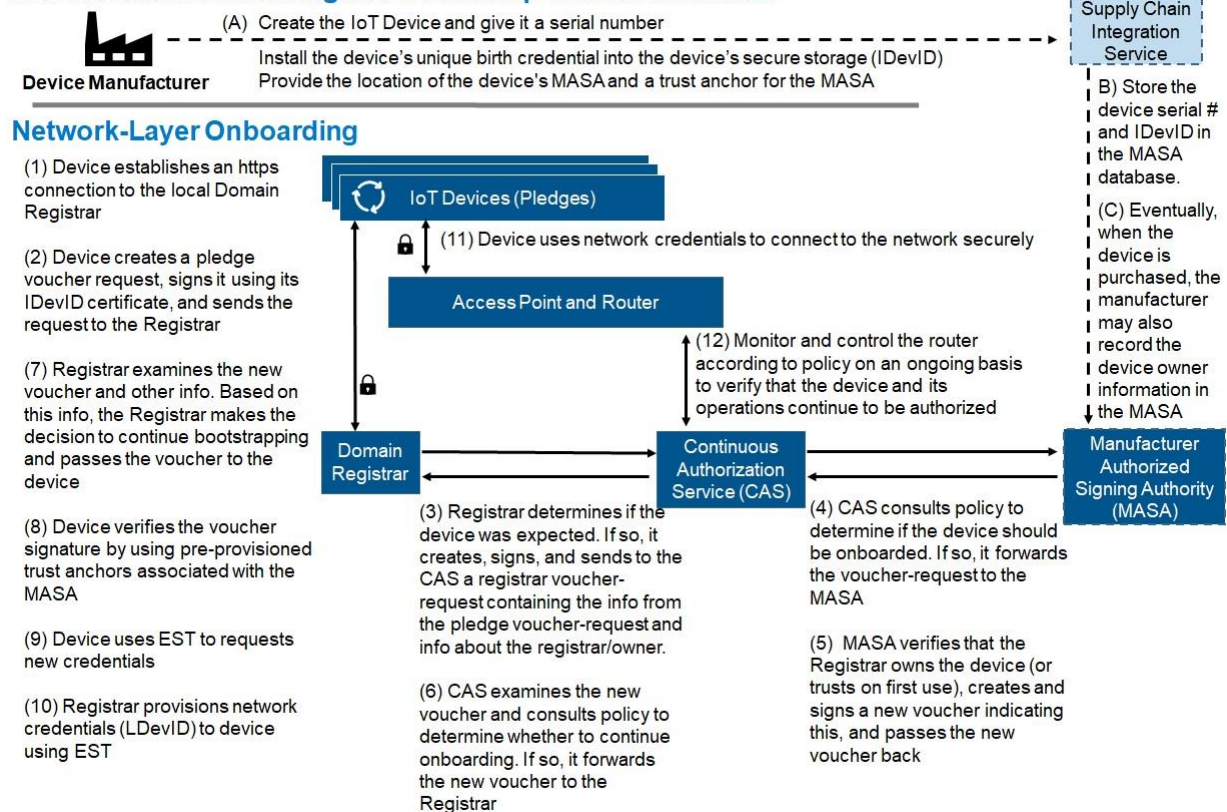 (A) Create the IoT Device and give it a serial number
Install the device's unique birth credential into the device's secure storage (IDevID)
Provide the location of the device's MASA and a trust anchor for the MASA
Device Manufacturer
Supply Chain
Integration
Service
B) Store the
device serial #
and IDevID in
the MASA
database.
(C) Eventually,
when the
device is
purchased, the
manufacturer
may also
record the
device owner
information in
the MASA
Network-Layer Onboarding
(1) Device establishes an https
connection to the local Domain
Registrar
(2) Device creates a pledge
voucher request, signs it using its
IDevID certificate, and sends the
request to the Registrar
(7) Registrar examines the new
voucher and other info. Based on
this info, the Registrar makes the
decision to continue bootstrapping
and passes the voucher to the
device
(8) Device verifies the voucher
signature by using pre-provisioned
trust anchors associated with the
MASA
(9) Device uses EST to requests
new credentials
(10) Registrar provisions network
credentials (LDevID) to device
using EST
IoT Devices (Pledges)
(11) Device uses network credentials to connect to the network securely
Access Point and Router
(12) Monitor and control the router
according to policy on an ongoing basis
to verify that the device and its
operations continue to be authorized
Domain
Registrar
Continuous
Authorization
Service (CAS)
Manufacturer
Authorized
Signing Authority
(MASA)
(3) Registrar determines if the
device was expected. If so, it
creates, signs, and sends to the
CAS a registrar voucher-
request containing the info from
the pledge voucher-request and
info about the registrar/owner.
(6) CAS examines the new
voucher and consults policy to
determine whether to continue
onboarding. If so, it forwards
the new voucher to the
Registrar
(4) CAS consults policy to
determine if the device should
be onboarded. If so, it forwards
the voucher-request to the
MASA
(5) MASA verifies that the
Registrar owns the device (or
trusts on first use), creates and
signs a new voucher indicating
this, and passes the new
voucher back